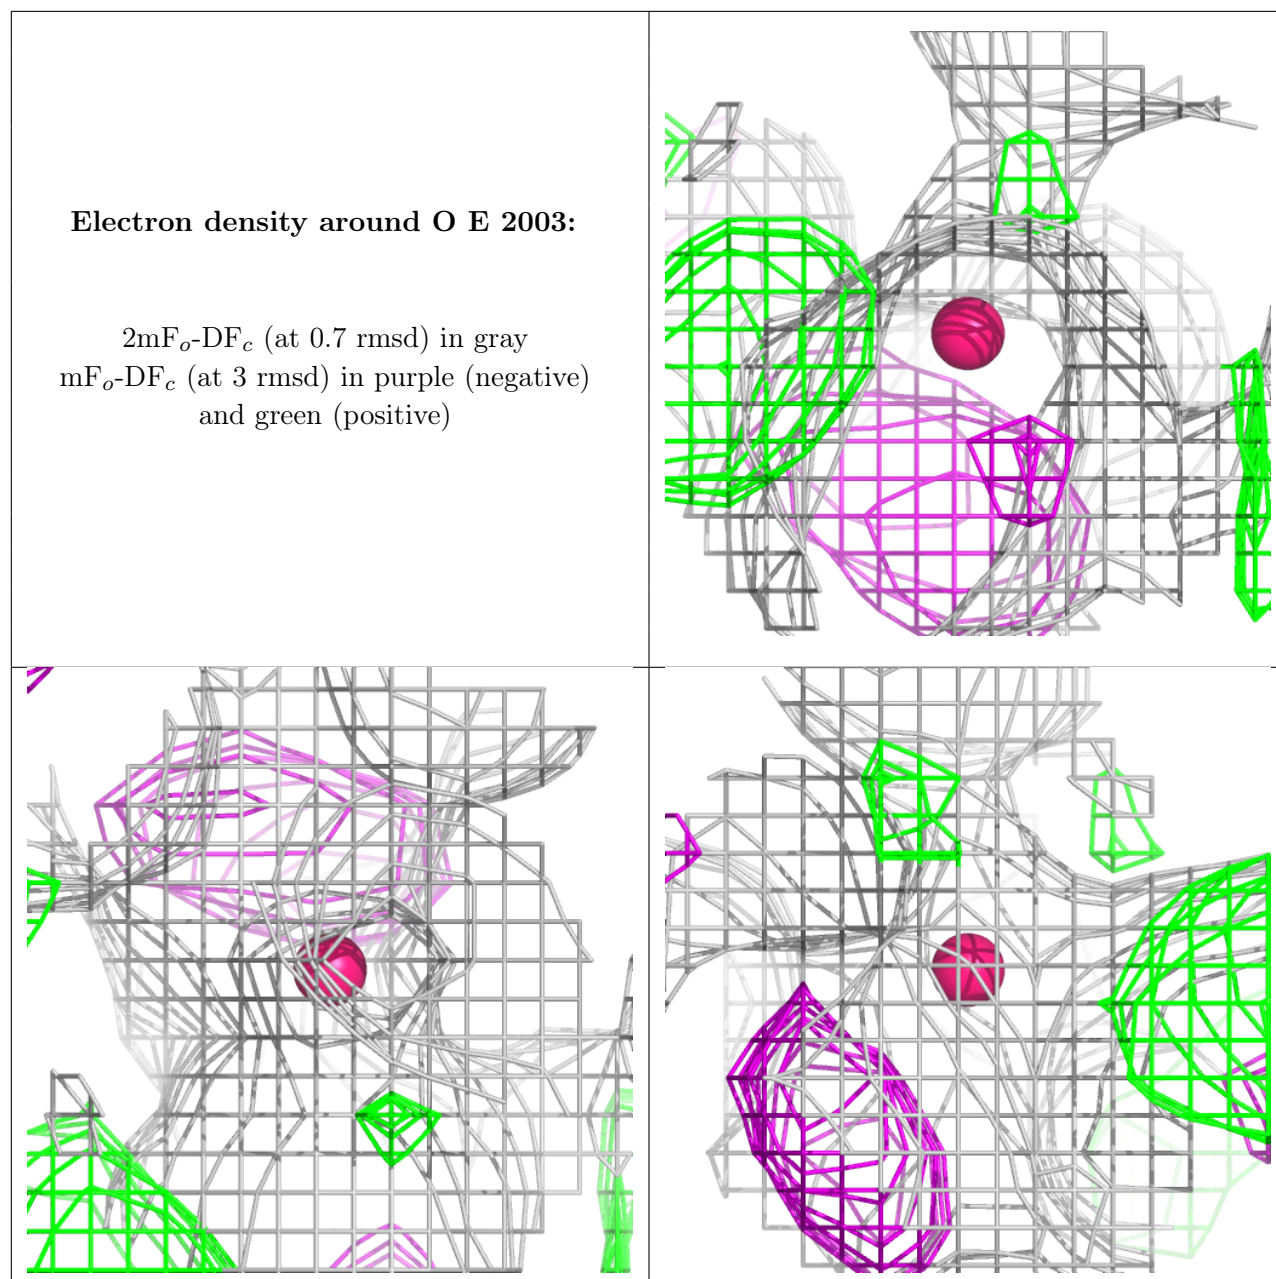 Electron density around O E 2003:
2mFo-DFc (at 0.7 rmsd) in gray
mFo-DFc (at 3 rmsd) in purple (negative)
and green (positive)